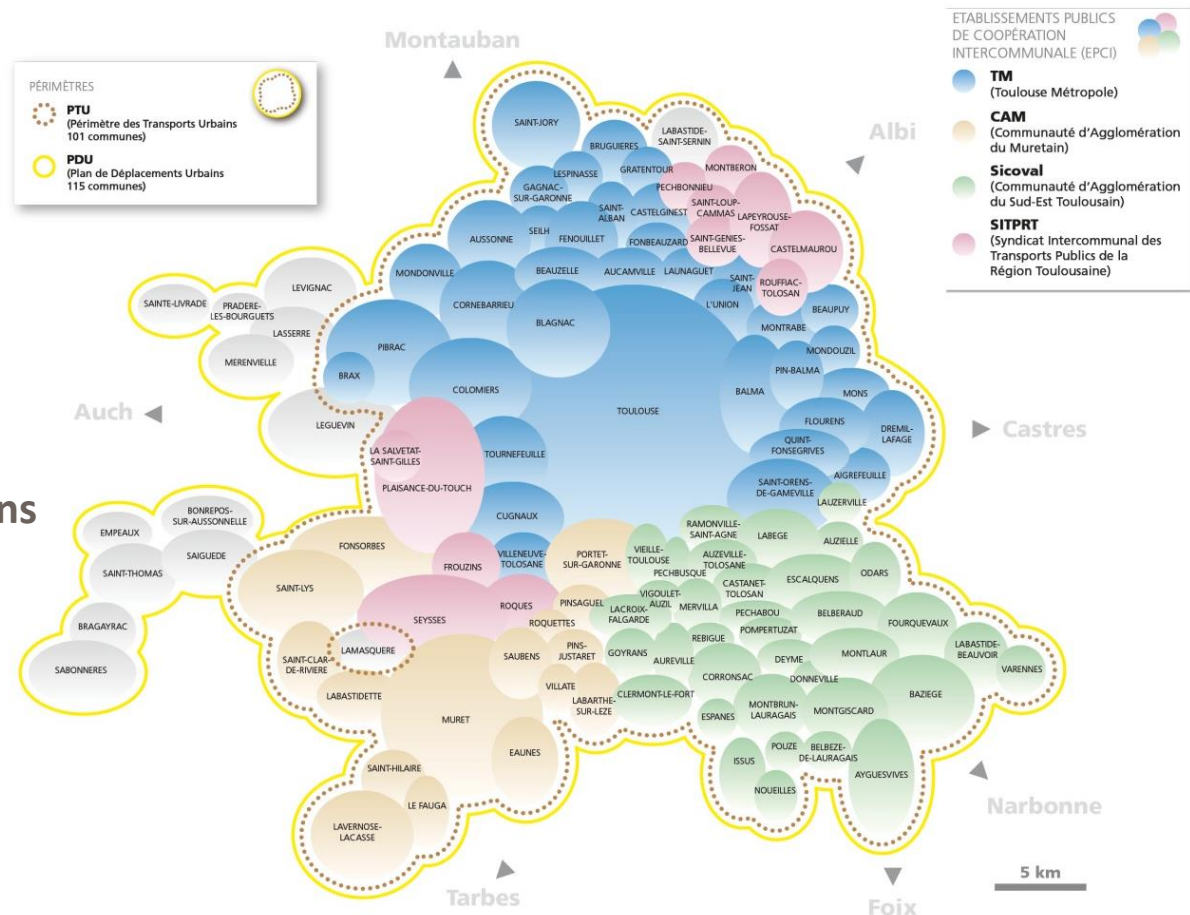 Montauban
PÉRIMÈTRES
PTU
(Périmètre des Transports Urbains
101 communes)
PDU
(Plan de Déplacements Urbains
115 communes)
ETABLISSEMENTS PUBLICS
DE COOPÉRATION
INTERCOMMUNALE (EPCI)
TM
(Toulouse Métropole)
CAM
(Communauté d'Agglomération
du Muretain)
Sicoval
(Communauté d'Agglomération
du Sud-Est Toulousain)
SITPRT
(Syndicat Intercommunal des
Transports Publics de la
Région Toulousaine)
Albi
SAINT-JORY
BRUGUIERES
LABASTIDE-
SAINT-SERNIN
LESPINASSE
GRATENTOUR
MONTBERON
PECHBONNIEU
GAGNAC-
SUR-GARONNE
SAINT-
ALBAN
CASTELGINEST
SAINT-LOUP-
CAMMAS
LAPEYROUSE-
FOSSAT
AUSSONNE
SEILH
FENOUILLET
FONBEAUZARD
SAINT-GENIES-
BELLEVUE
CASTELMAUROU
MONDONVILLE
BEAUZELLE
AUCAMVILLE
LAUNAGUET
SAINT-
JEAN
ROUFFIAC-
TOLOSAN
LEVIGNAC
SAINTE-LIVRADE
PRADERE-
LES-BOURGUETS
CORNEBARRIEU
L'UNION
BEAUPUY
LASSERRE
BLAGNAC
MONTRABE
PIBRAC
MONDOUZIL
MERENVIELLE
BRAX
COLOMIERS
PIN-BALMA
BALMA
MONS
Auch
TOULOUSE
LEGUEVIN
FLOURENS
DREMIL-
LAFAGE
Castres
LA SALVETAT-
SAINT-GILLES
TOURNEFEUILLE
QUINT-
FONSEGRIVES
PLAISANCE-DU-TOUCH
AIGREFEUILLE
SAINT-ORENS-
DE-GAMEVILLE
LAUZERVILLE
ns
BONREPOS-
SUR-AUSSONNELLE
CUGNAUX
EMPEAUX
FONSORBES
RAMONVILLE-
SAINT-AGNE
LABEGE
AUZIELLE
SAIGUEDE
VILLENEUVE-
TOLOSANE
PORTET-
SUR-GARONNE
VIEILLE-
TOULOUSE
AUZEVILLE-
TOLOSANE
SAINT-THOMAS
FROUZINS
PECHBUSQUE
ESCALQUENS
ODARS
SAINT-LYS
CASTANET-
TOLOSAN
VIGOULET-
AUZIL
MERVILLA
PINSAGUEL
LACROIX-
FALGARDE
ROQUES
PECHABOU
BELBERAUD
FOURQUEVAUX
SEYSSES
ROQUETTES
BRAGAYRAC
POMPERTUZAT
REBIGUE
LAMASQUERE
LABASTIDE-
BEAUVOIR
SAUBENS
PINS-
JUSTARET
GOYRANS
AUREVILLE
DEYME
MONTLAUR
SAINT-CLAR-
DE-RIVIERE
SABONNERES
VARENNES
CORRONSAC
DONNEVILLE
VILLATE
LABARTHE-
SUR-LEZE
CLERMONT-LE-FORT
BAZIEGE
LABASTIDETTE
MONTBRUN-
LAURAGAIS
MONTGISCARD
ESPANES
MURET
EAUNES
POUZE
BELBEZE-
DE-LAURAGAIS
ISSUS
SAINT-HILAIRE
AYGUESVIVES
NOUEILLES
LE FAUGA
Narbonne
LAVERNOSE-
LACASSE
5 km
Tarbes
Foix